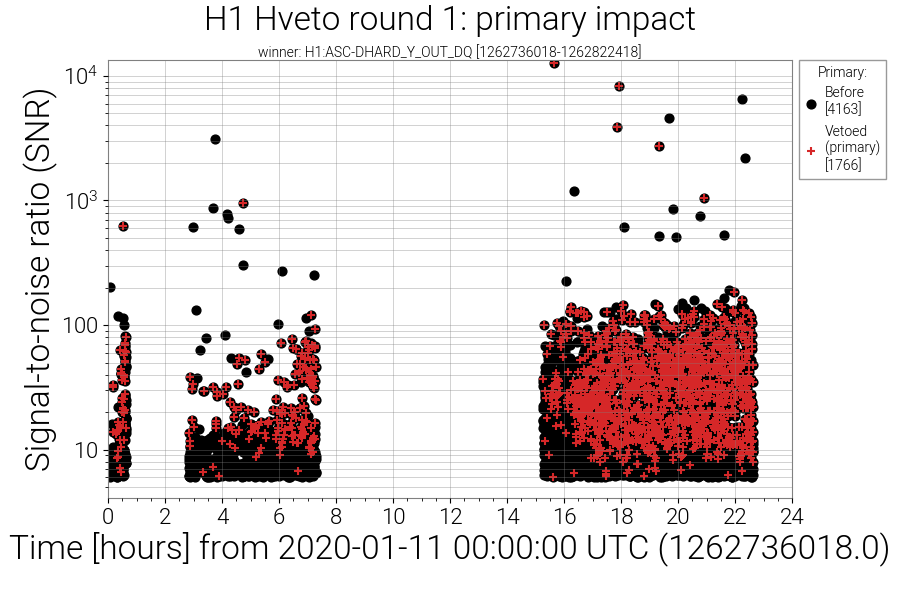 H1 Hveto round 1: primary impact
winner: H1:ASC-DHARD_Y_OUT_DQ [1262736018-1262822418]
Signal-to-noise ratio (SNR)
10^4
10^3
100
10
Primary:
Before
[4163]
Vetoed
(primary)
[1766]
0 2 4 6 8 10 12 14 16 18 20 22 24
Time [hours] from 2020-01-11 00:00:00 UTC (1262736018.0)